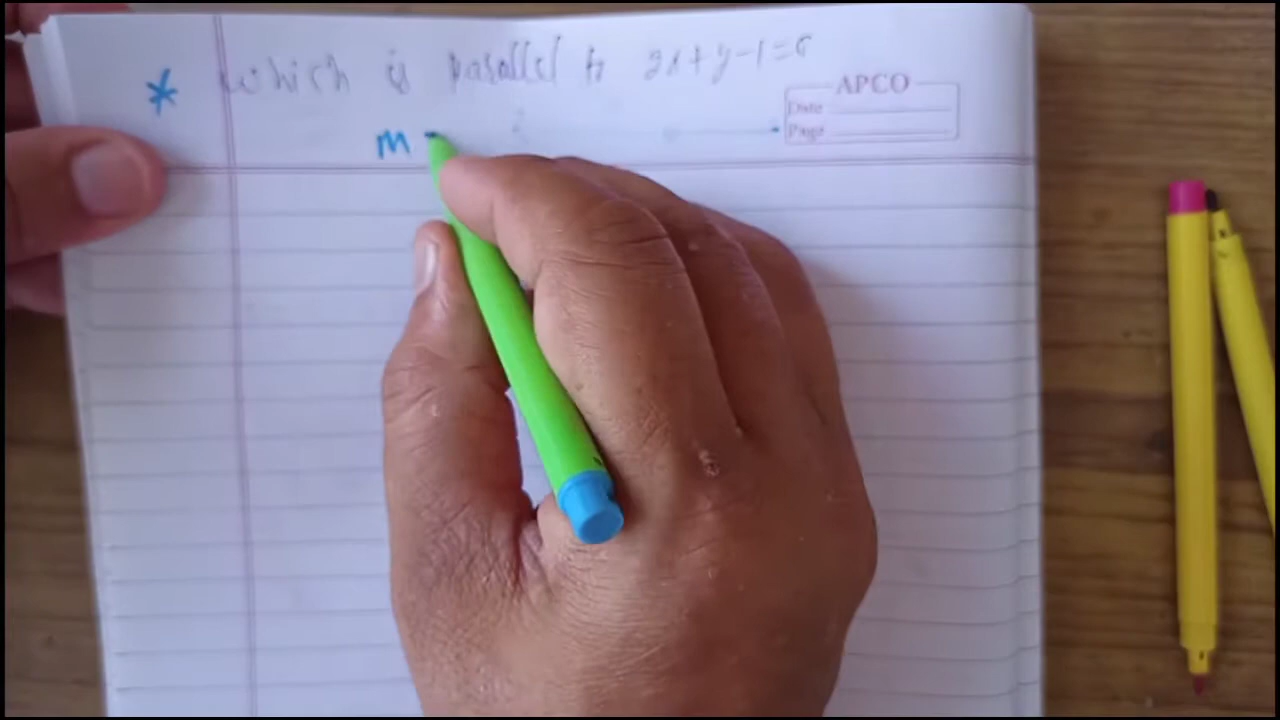 * which is parallel to 2x+y-1=0
APCO
Date
Page
m